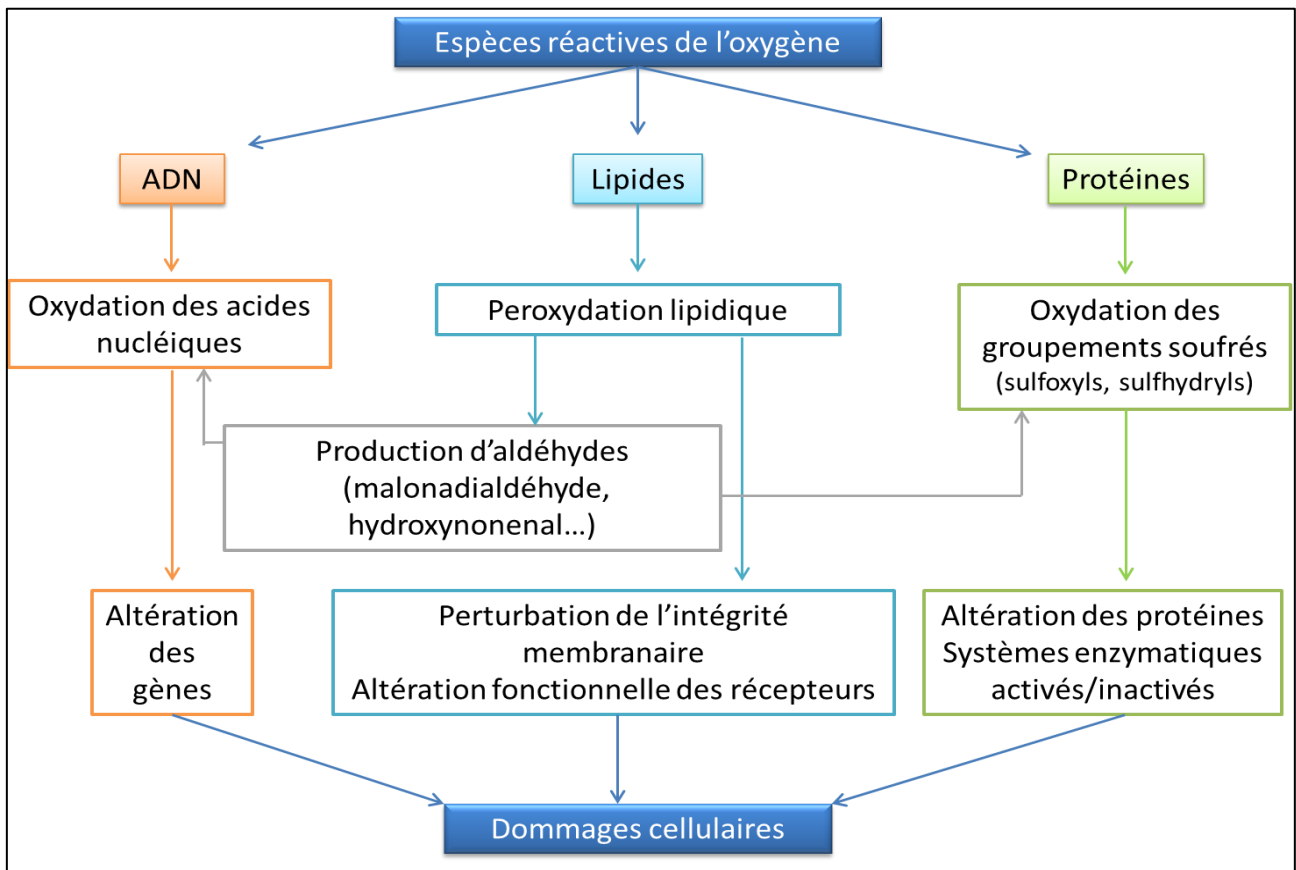 Espèces réactives de l'oxygène
ADN
Lipides
Protéines
Oxydation des acides
nucléiques
Peroxydation lipidique
Oxydation des
groupements soufrés
(sulfoxyls, sulfhydryls)
Production d'aldéhydes
(malonadialdéhyde,
hydroxynonenal...)
Altération
des
gènes
Perturbation de l'intégrité
membranaire
Altération fonctionnelle des récepteurs
Altération des protéines
Systèmes enzymatiques
activés/inactivés
Dommages cellulaires